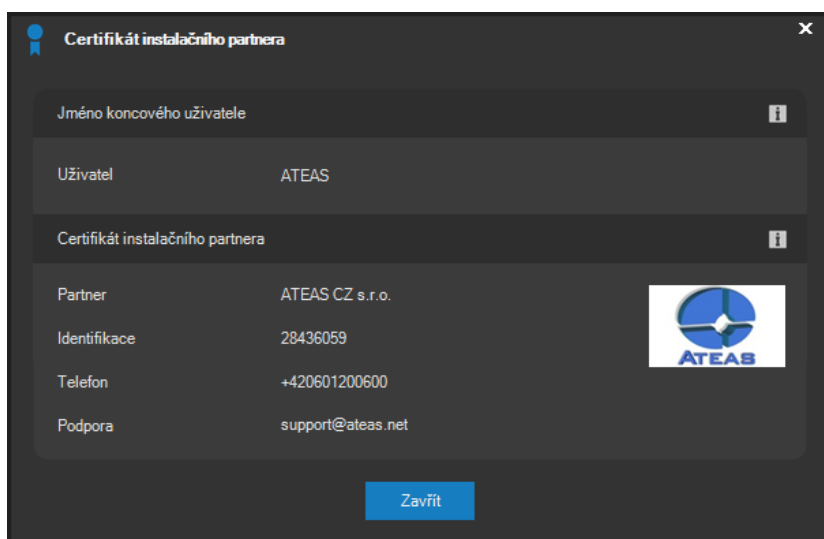 Certifikát instalačního partnera
Jméno koncového uživatele
Uživatel ATEAS
Certifikát instalačního partnera
Partner ATEAS CZ s.r.o.
Identifikace 28436059
ATEAS
Telefon +420601200600
Podpora support@ateas.net
Zavřít